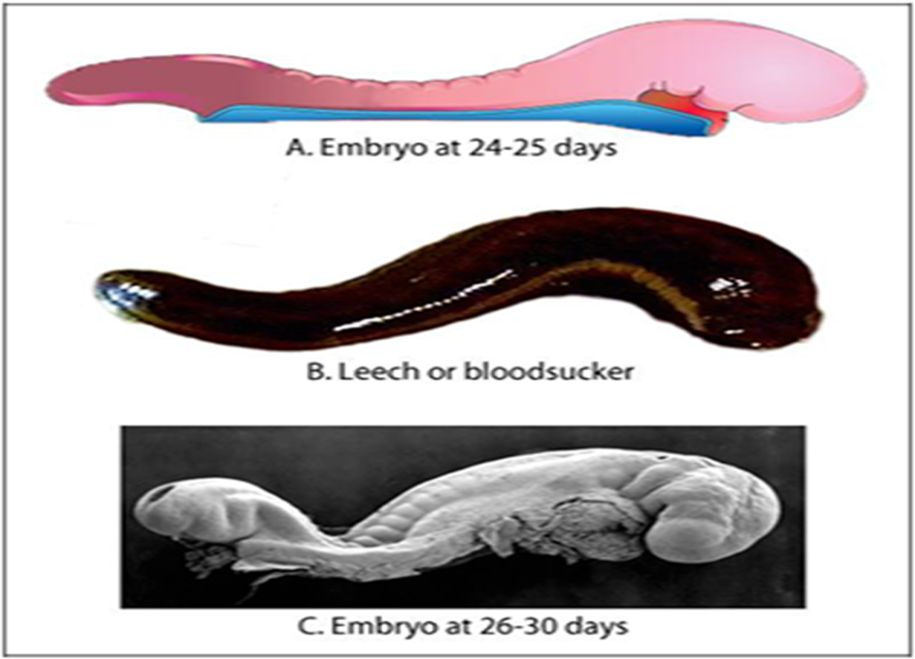 A. Embryo at 24-25 days
B. Leech or bloodsucker
C. Embryo at 26-30 days